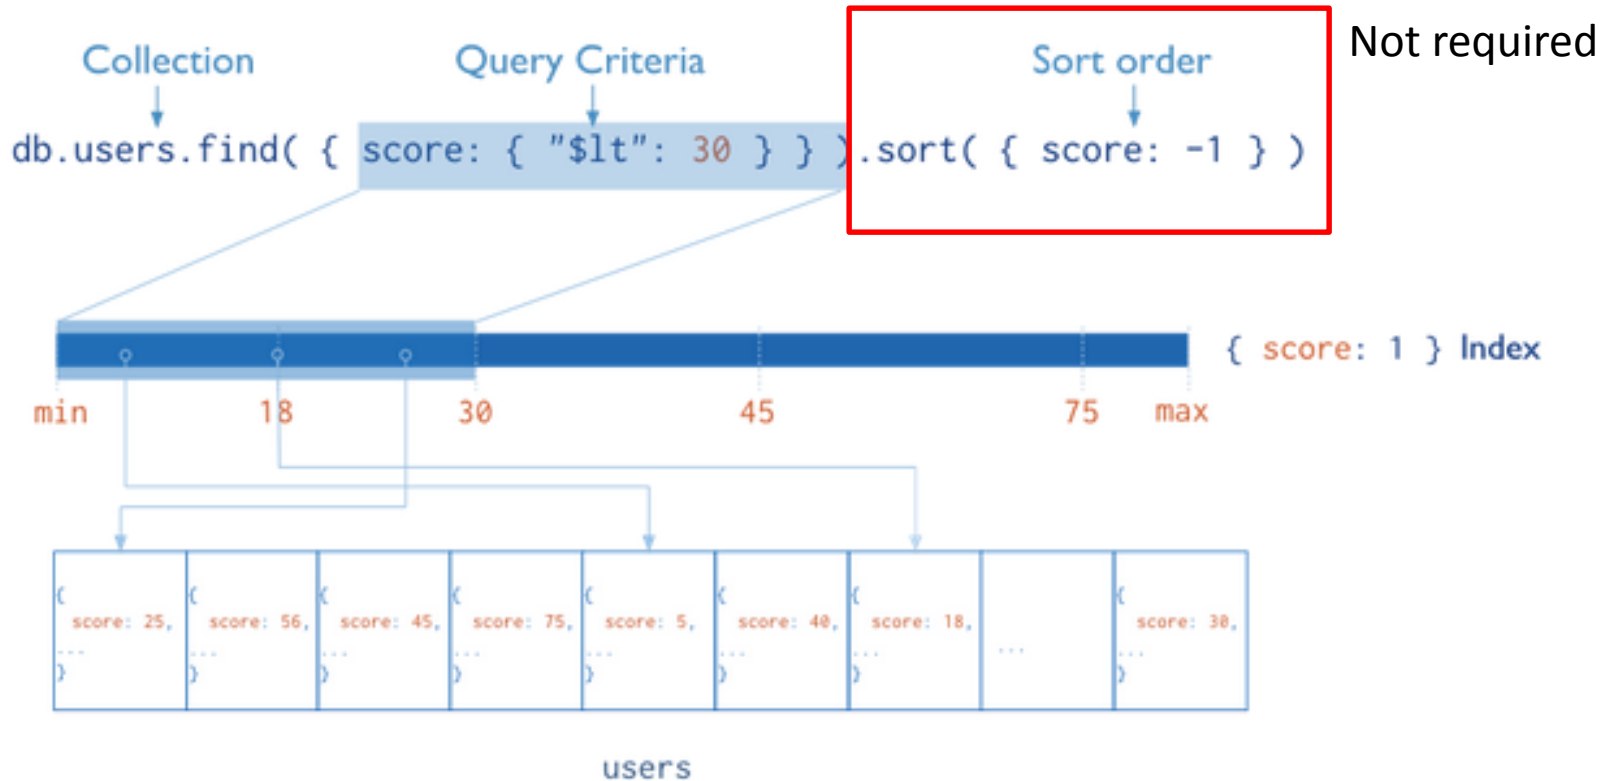 Collection Query Criteria Sort order Not required
db.users.find( { score: { "$lt": 30 } } ).sort( { score: -1 } )
{ score: 1 } Index
min 18 30 45 75 max
{ { { { { { { {
score: 25, score: 56, score: 45, score: 75, score: 5, score: 40, score: 18, score: 30,
... ... ... ... ... ... ... ... ...
} } } } } } } }
users